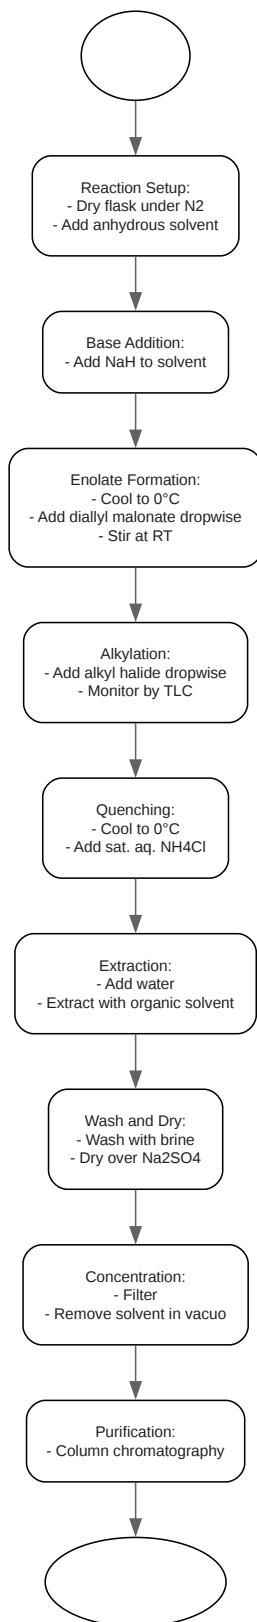 Reaction Setup:
- Dry flask under N2
- Add anhydrous solvent
Base Addition:
- Add NaH to solvent
Enolate Formation:
- Cool to 0°C
- Add diallyl malonate dropwise
- Stir at RT
Alkylation:
- Add alkyl halide dropwise
- Monitor by TLC
Quenching:
- Cool to 0°C
- Add sat. aq. NH4Cl
Extraction:
- Add water
- Extract with organic solvent
Wash and Dry:
- Wash with brine
- Dry over Na2SO4
Concentration:
- Filter
- Remove solvent in vacuo
Purification:
- Column chromatography